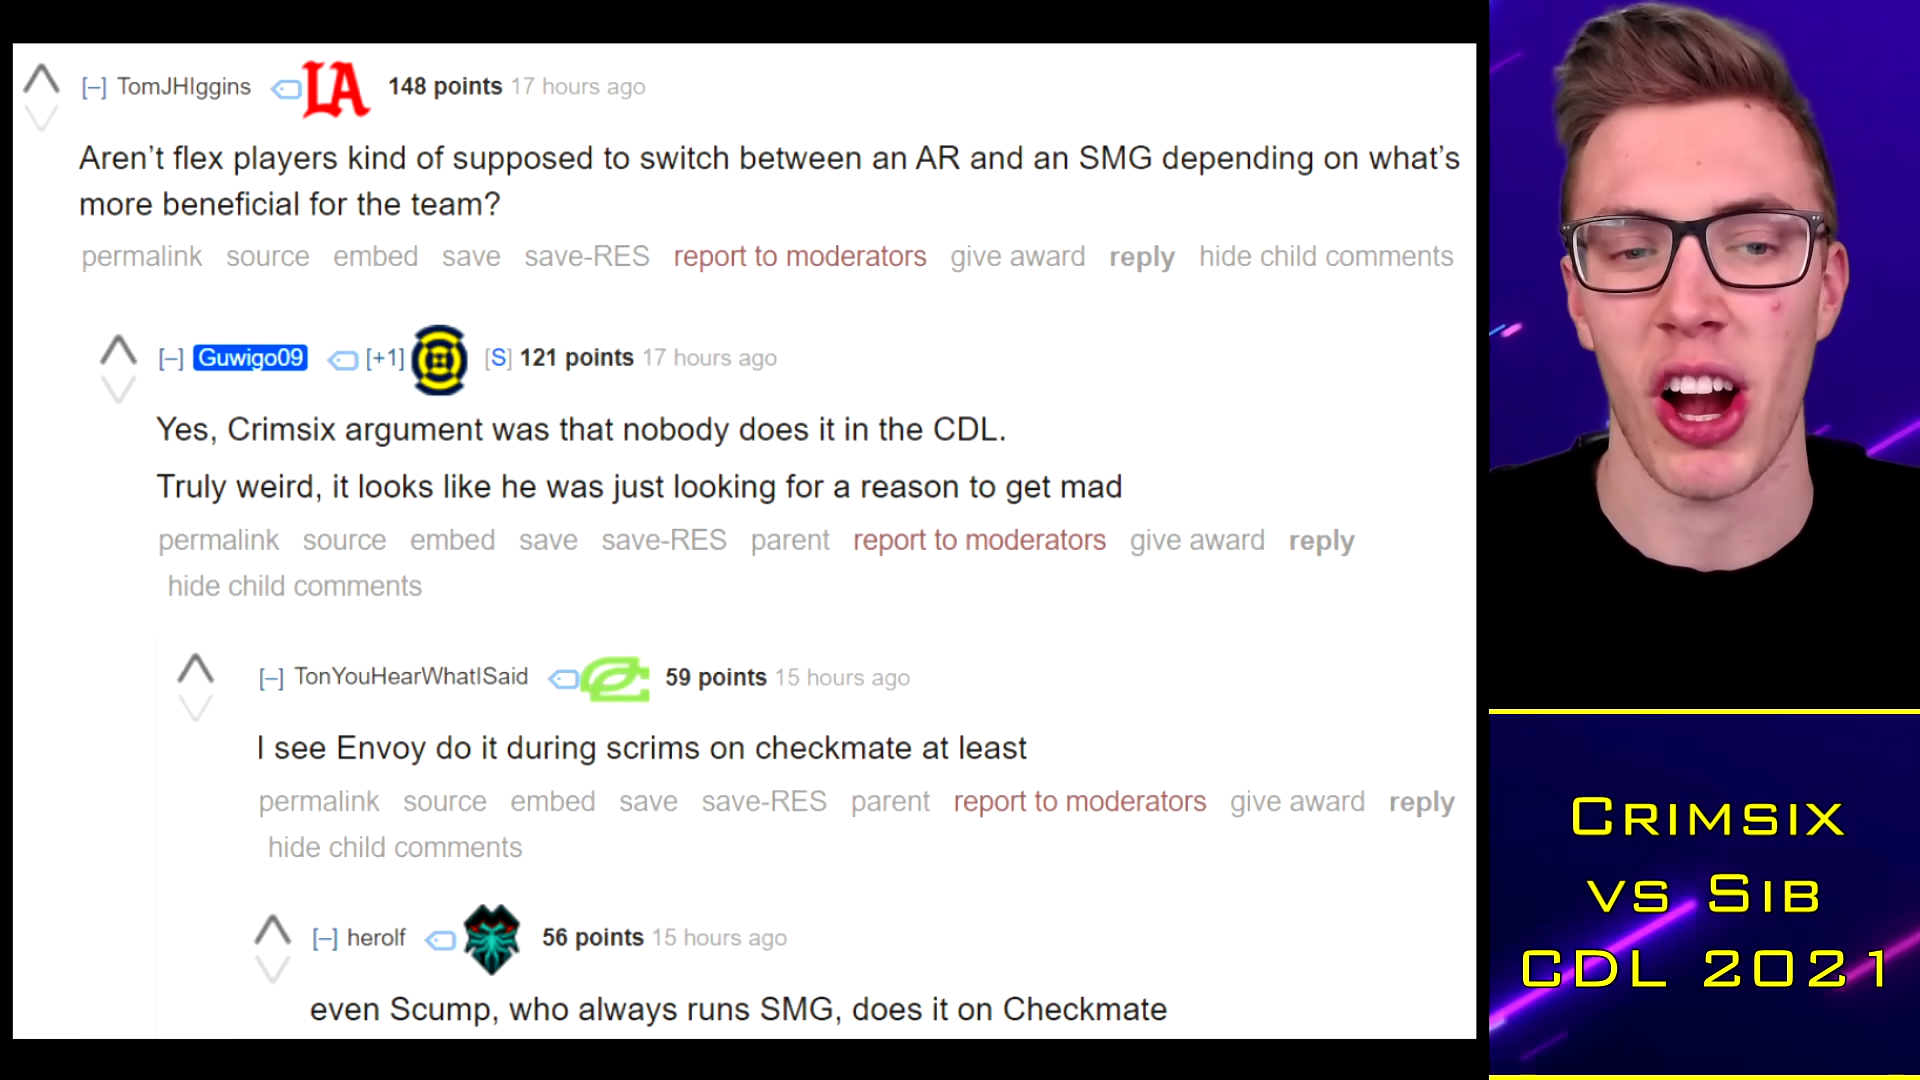 [–] TomJHIggins LA 148 points 17 hours ago
Aren't flex players kind of supposed to switch between an AR and an SMG depending on what's
more beneficial for the team?
permalink source embed save save-RES report to moderators give award reply hide child comments
[–] Guwigo09 [+1] [S] 121 points 17 hours ago
Yes, Crimsix argument was that nobody does it in the CDL.
Truly weird, it looks like he was just looking for a reason to get mad
permalink source embed save save-RES parent report to moderators give award reply
hide child comments
[–] TonYouHearWhatISaid 59 points 15 hours ago
I see Envoy do it during scrims on checkmate at least
permalink source embed save save-RES parent report to moderators give award reply
hide child comments
[–] herolf 56 points 15 hours ago
even Scump, who always runs SMG, does it on Checkmate
Crimsix
vs Sib
CDL 2021